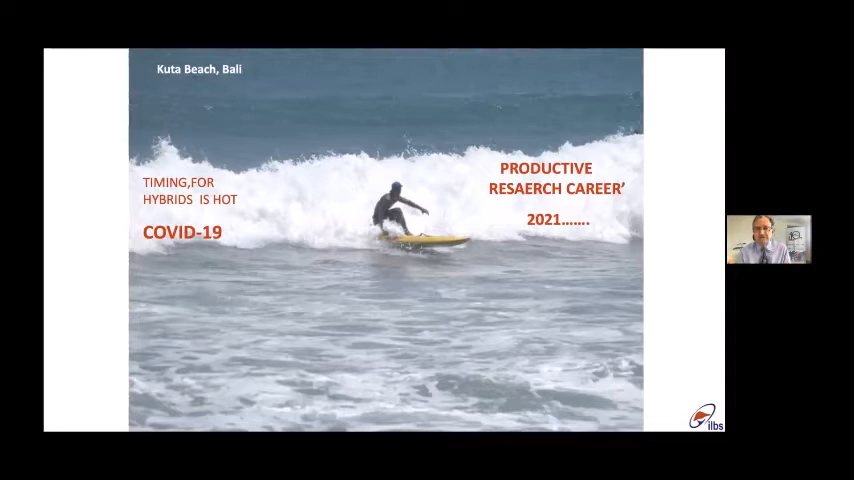 Kuta Beach, Bali
TIMING,FOR
HYBRIDS IS HOT
COVID-19
PRODUCTIVE
RESAERCH CAREER’
2021.......
ilbs